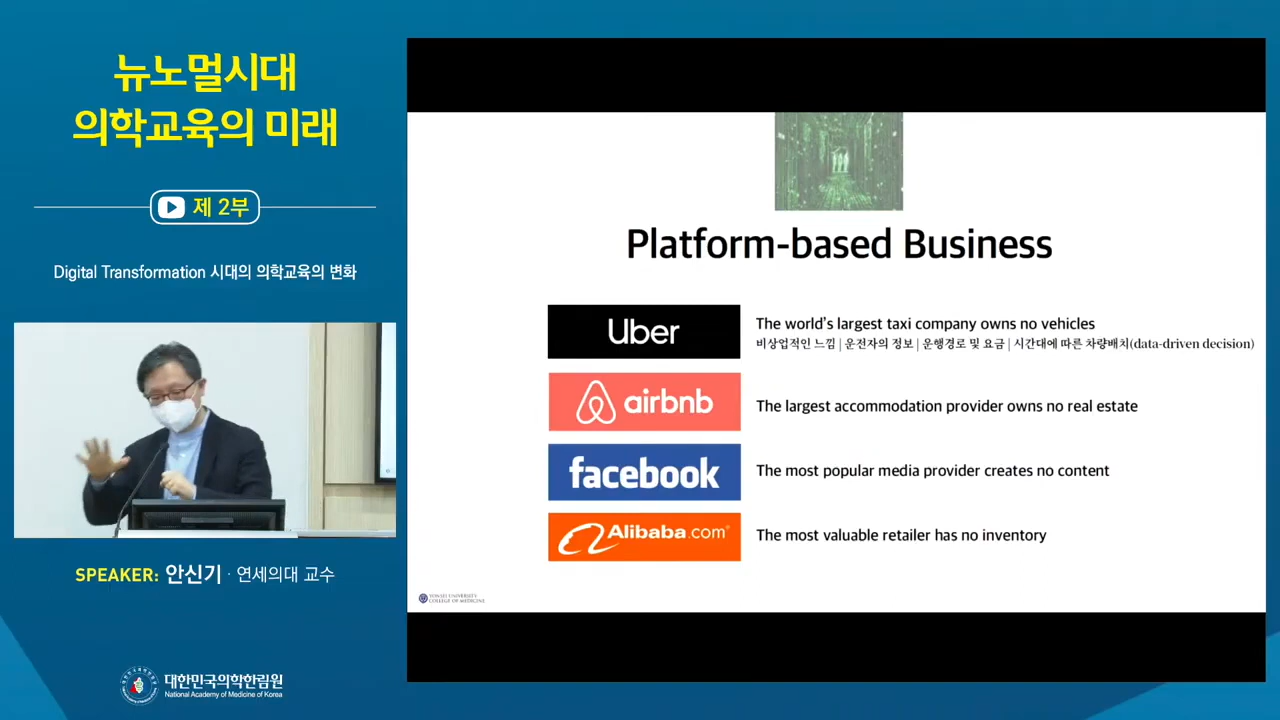 뉴노멀시대
의학교육의 미래
제 2부
Digital Transformation 시대의 의학교육의 변화
SPEAKER: 안신기 · 연세의대 교수
대한민국의학한림원
National Academy of Medicine of Korea
Platform-based Business
Uber
The world's largest taxi company owns no vehicles
비상업적인 느낌 | 운전자의 정보 | 운행경로 및 요금 | 시간대에 따른 차량배치(data-driven decision)
airbnb
The largest accommodation provider owns no real estate
facebook
The most popular media provider creates no content
Alibaba.com®
The most valuable retailer has no inventory
YONSEI UNIVERSITY
COLLEGE OF MEDICINE